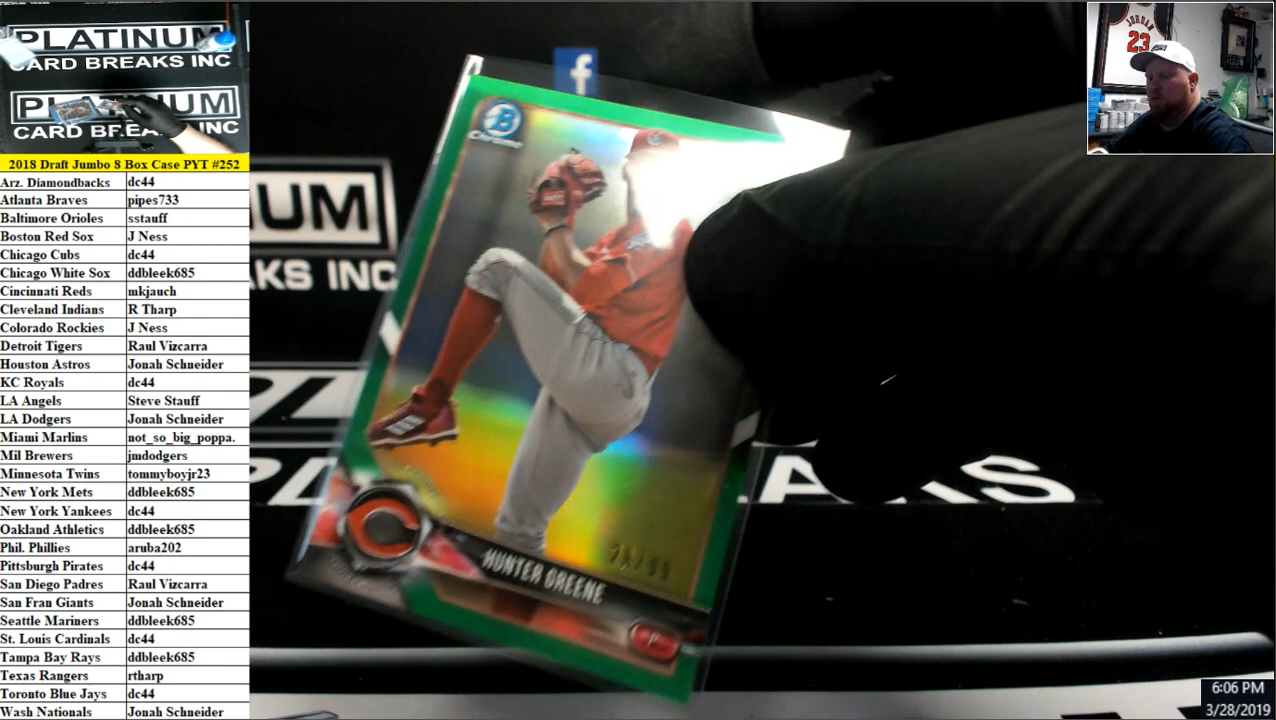 PLATINUM
CARD BREAKS INC
PLATINUM
CARD BREAKS INC
2018 Draft Jumbo 8 Box Case PYT #252
Arz. Diamondbacks dc44
Atlanta Braves pipes733
Baltimore Orioles sstauff
Boston Red Sox J Ness
Chicago Cubs dc44
Chicago White Sox ddbleek685
Cincinnati Reds mkjauch
Cleveland Indians R Tharp
Colorado Rockies J Ness
Detroit Tigers Raul Vizcarra
Houston Astros Jonah Schneider
KC Royals dc44
LA Angels Steve Stauff
LA Dodgers Jonah Schneider
Miami Marlins not_so_big_poppa.
Mil Brewers jmdodgers
Minnesota Twins tommyboyjr23
New York Mets ddbleek685
New York Yankees dc44
Oakland Athletics ddbleek685
Phil. Phillies aruba202
Pittsburgh Pirates dc44
San Diego Padres Raul Vizcarra
San Fran Giants Jonah Schneider
Seattle Mariners ddbleek685
St. Louis Cardinals dc44
Tampa Bay Rays ddbleek685
Texas Rangers rtharp
Toronto Blue Jays dc44
Wash Nationals Jonah Schneider
f
B
Chrome
UM
KS INC
HUNTER GREENE
P
JORDAN
23
6:06 PM
3/28/2019